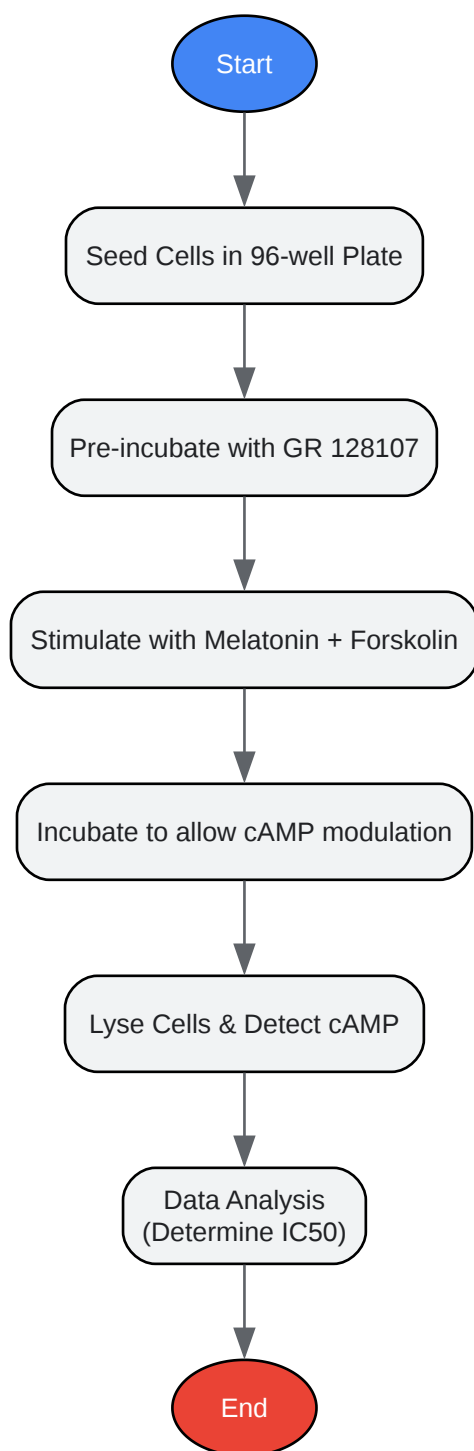 Start
Seed Cells in 96-well Plate
Pre-incubate with GR 128107
Stimulate with Melatonin + Forskolin
Incubate to allow cAMP modulation
Lyse Cells & Detect cAMP
Data Analysis
(Determine IC50)
End